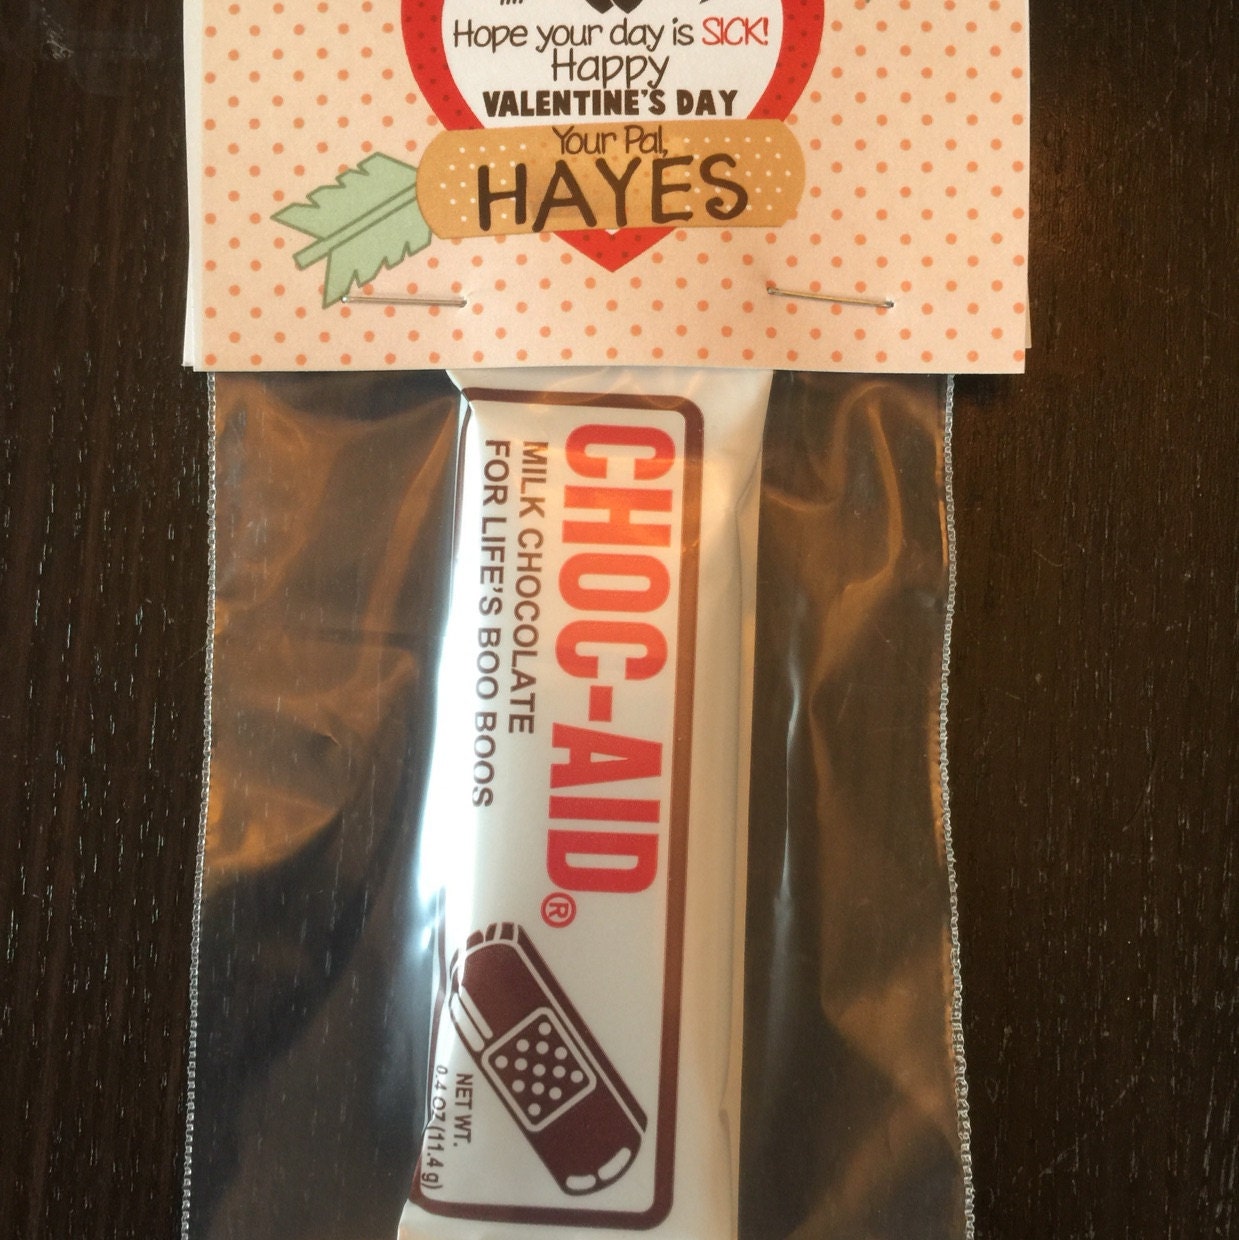 Hope your day is SICK!
Happy
VALENTINE'S DAY
Your Pal,
HAYES
CHOC-AID®
MILK CHOCOLATE
FOR LIFE'S BOO BOOS
NET WT.
0.4 OZ (11.4 g)